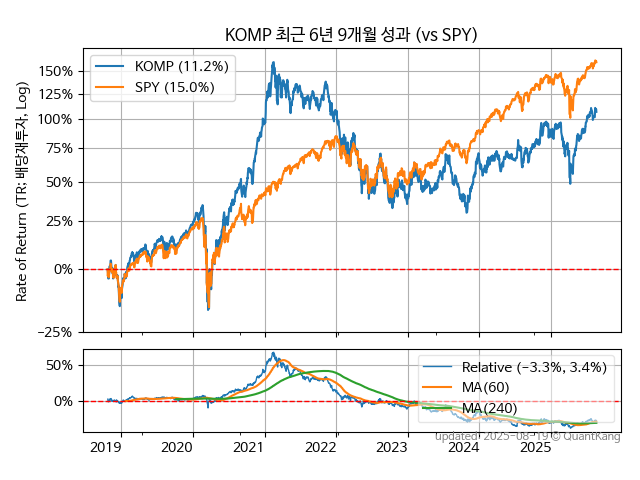 KOMP 최근 6년 9개월 성과 (vs SPY)
Rate of Return (TR: 배당재투자, Log)
KOMP (11.2%)
SPY (15.0%)
150%
125%
100%
75%
50%
25%
0%
−25%
50%
0%
Relative (−3.3%, 3.4%)
MA(60)
MA(240)
updated: 2025-08-19 © QuantKang
2019
2020
2021
2022
2023
2024
2025